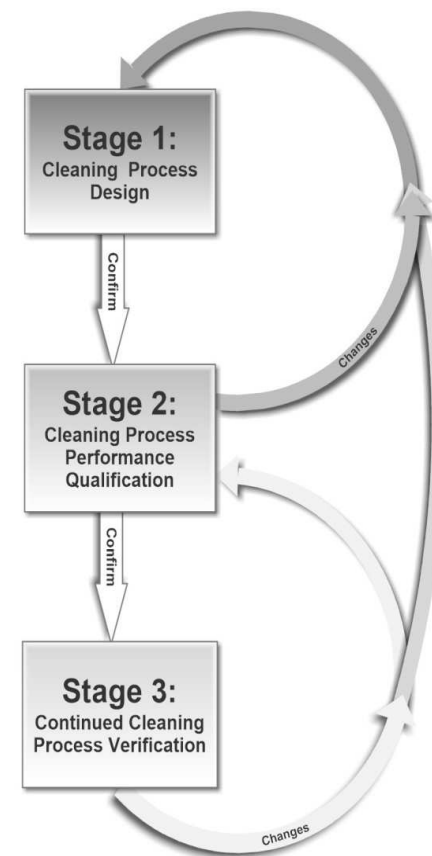 Stage 1:
Cleaning Process
Design
Confirm
Changes
Stage 2:
Cleaning Process
Performance
Qualification
Confirm
Stage 3:
Continued Cleaning
Process Verification
Changes